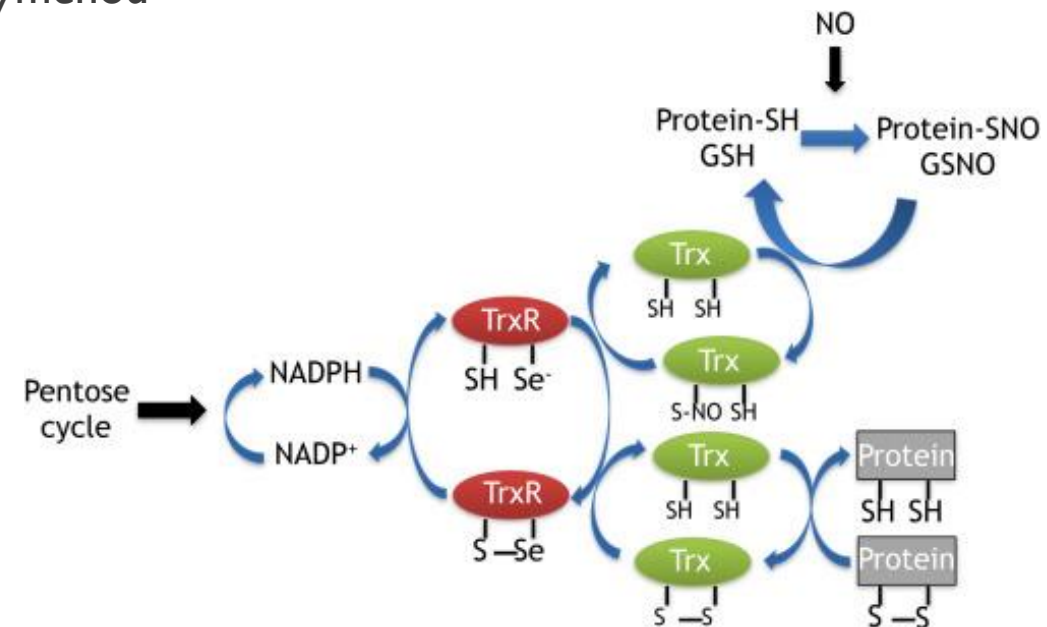 NO
Protein-SH
GSH
Protein-SNO
GSNO
Trx
SH SH
TrxR
SH Se-
Trx
S-NO SH
Pentose
cycle
NADPH
NADP+
Trx
SH SH
Protein
SH SH
TrxR
S—Se
Trx
S—S
Protein
S—S